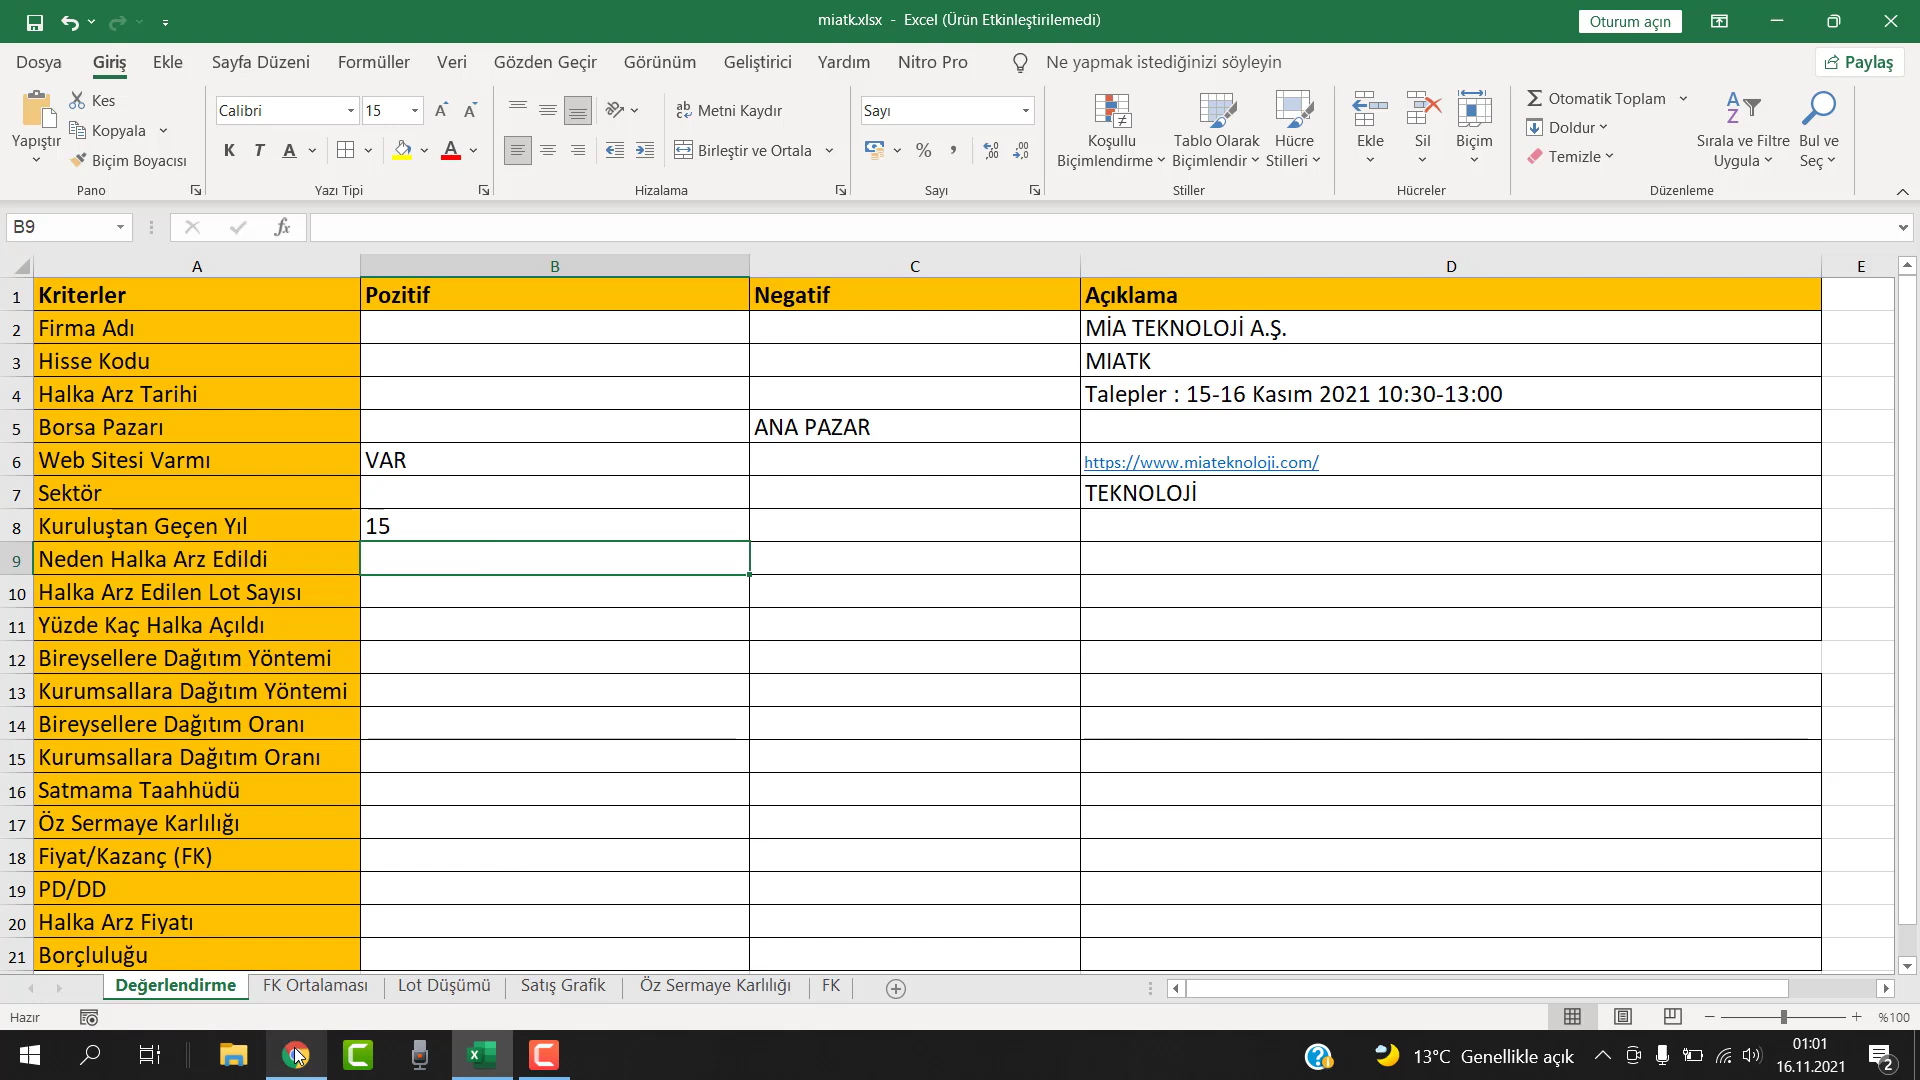 miatk.xlsx - Excel (Ürün Etkinleştirilemedi)
Oturum açın
Dosya Giriş Ekle Sayfa Düzeni Formüller Veri Gözden Geçir Görünüm Geliştirici Yardım Nitro Pro Ne yapmak istediğinizi söyleyin Paylaş
Yapıştır
Kes
Kopyala
Biçim Boyacısı
Pano
Calibri 15
K T A
Yazı Tipi
Metni Kaydır
Birleştir ve Ortala
Hizalama
Sayı
Sayı
Koşullu Biçimlendirme
Tablo Olarak Biçimlendir
Hücre Stilleri
Stiller
Ekle
Sil
Biçim
Hücreler
Otomatik Toplam
Doldur
Temizle
Sırala ve Filtre Uygula
Bul ve Seç
Düzenleme
B9 fx
A B C D E
1 Kriterler Pozitif Negatif Açıklama
2 Firma Adı MİA TEKNOLOJİ A.Ş.
3 Hisse Kodu MIATK
4 Halka Arz Tarihi Talepler : 15-16 Kasım 2021 10:30-13:00
5 Borsa Pazarı ANA PAZAR
6 Web Sitesi Varmı VAR https://www.miateknoloji.com/
7 Sektör TEKNOLOJİ
8 Kuruluştan Geçen Yıl 15
9 Neden Halka Arz Edildi
10 Halka Arz Edilen Lot Sayısı
11 Yüzde Kaç Halka Açıldı
12 Bireysellere Dağıtım Yöntemi
13 Kurumsallara Dağıtım Yöntemi
14 Bireysellere Dağıtım Oranı
15 Kurumsallara Dağıtım Oranı
16 Satmama Taahhüdü
17 Öz Sermaye Karlılığı
18 Fiyat/Kazanç (FK)
19 PD/DD
20 Halka Arz Fiyatı
21 Borçluluğu
Değerlendirme FK Ortalaması Lot Düşümü Satış Grafik Öz Sermaye Karlılığı FK
Hazır %100
13°C Genellikle açık 01:01
16.11.2021 2